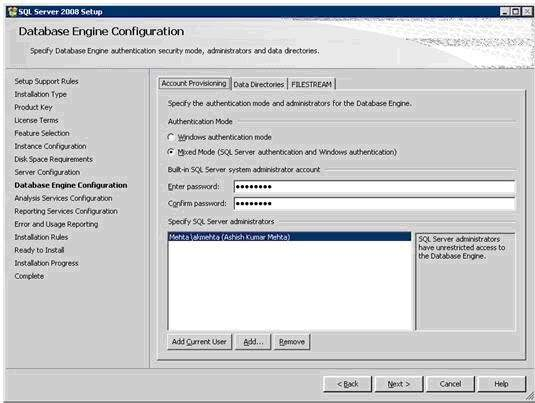 SQL Server 2008 Setup
Database Engine Configuration
Specify Database Engine authentication security mode, administrators and data directories.
Setup Support Rules
Installation Type
Product Key
License Terms
Feature Selection
Instance Configuration
Disk Space Requirements
Server Configuration
Database Engine Configuration
Analysis Services Configuration
Reporting Services Configuration
Error and Usage Reporting
Installation Rules
Ready to Install
Installation Progress
Complete
Account Provisioning Data Directories FILESTREAM
Specify the authentication mode and administrators for the Database Engine.
Authentication Mode
Windows authentication mode
Mixed Mode (SQL Server authentication and Windows authentication)
Built-in SQL Server system administrator account
Enter password: ●●●●●●●●
Confirm password: ●●●●●●●●
Specify SQL Server administrators
Mehta\akmehta (Ashish Kumar Mehta)
SQL Server administrators
have unrestricted access to
the Database Engine.
Add Current User Add... Remove
< Back Next > Cancel Help